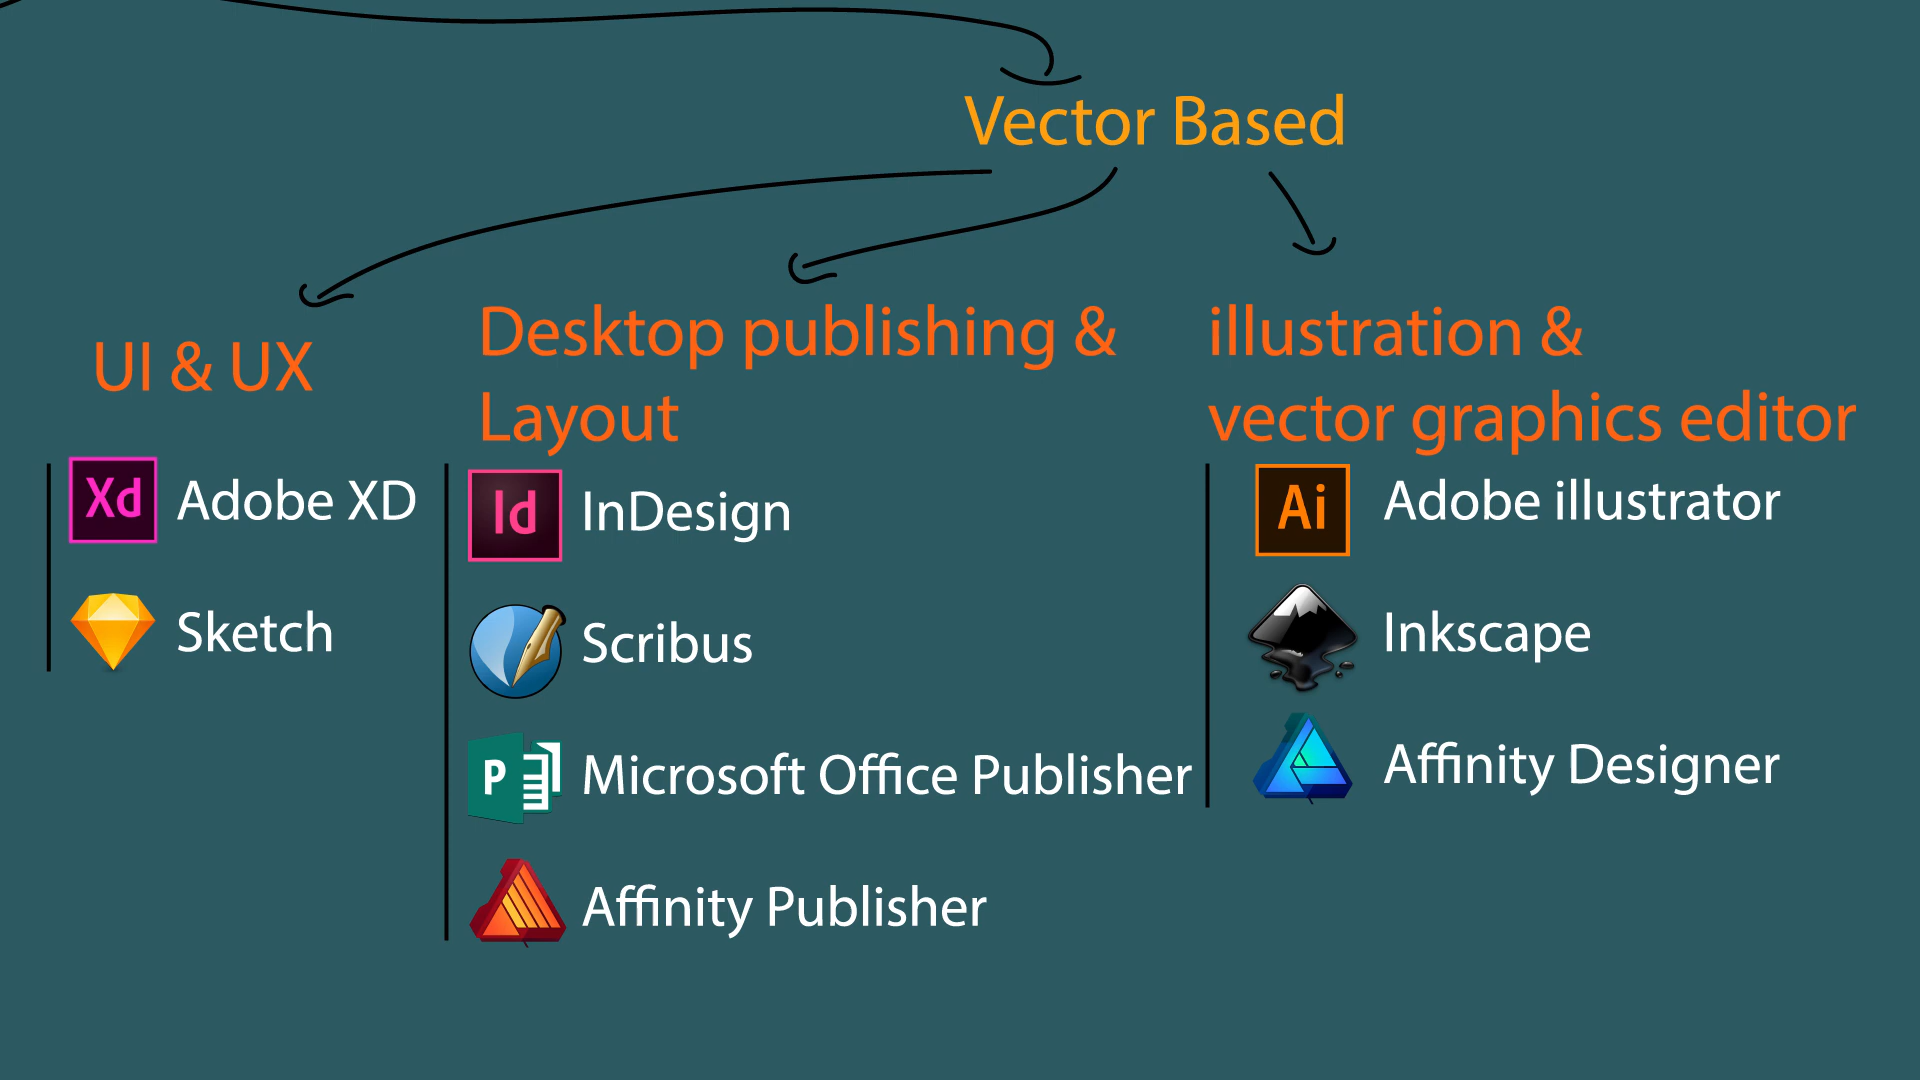 Vector Based
UI & UX
Desktop publishing &
Layout
illustration &
vector graphics editor
Xd Adobe XD
Sketch
Id InDesign
Scribus
P Microsoft Office Publisher
Affinity Publisher
Ai Adobe illustrator
Inkscape
Affinity Designer